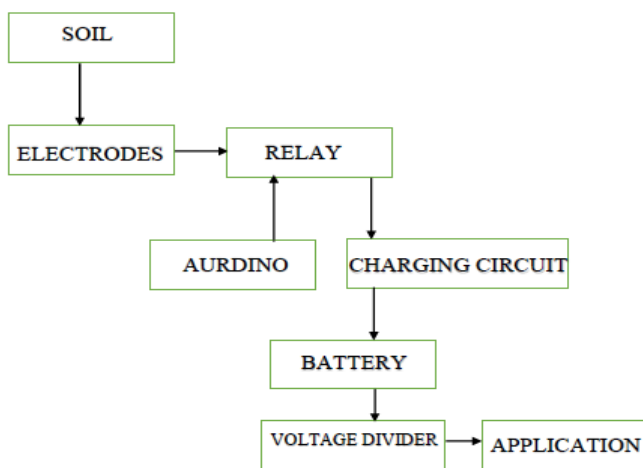 SOIL
ELECTRODES
RELAY
AURDINO
CHARGING CIRCUIT
BATTERY
VOLTAGE DIVIDER
APPLICATION